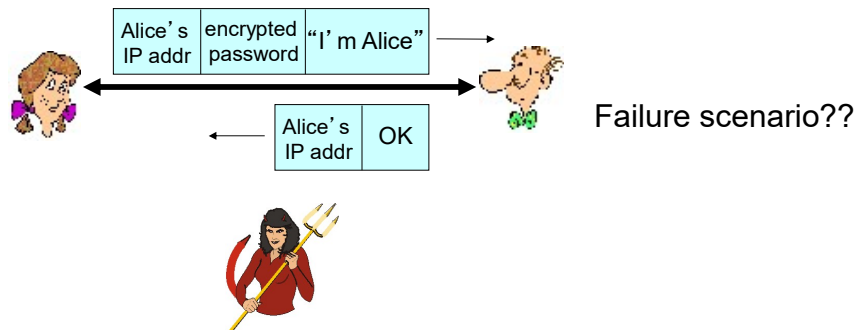 Alice’s
IP addr
encrypted
password
“I’m Alice”
Alice’s
IP addr
OK
Failure scenario??